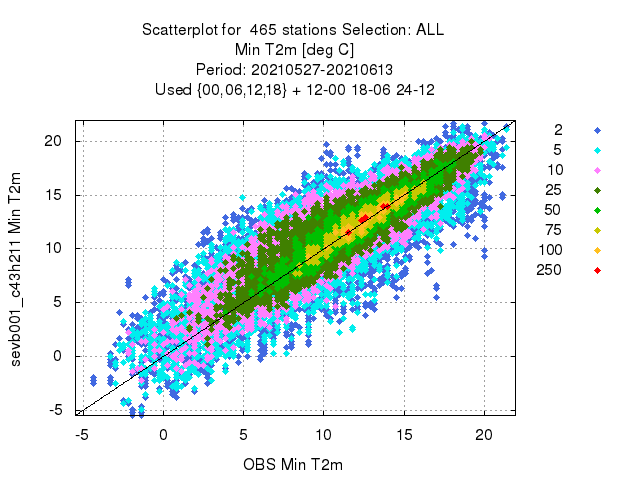 Scatterplot for  465 stations Selection: ALL
Min T2m [deg C]
Period: 20210527-20210613
Used {00,06,12,18} + 12-00 18-06 24-12
sevb001_c43h211 Min T2m
20
15
10
5
0
-5
-5 0 5 10 15 20
OBS Min T2m
2
5
10
25
50
75
100
250